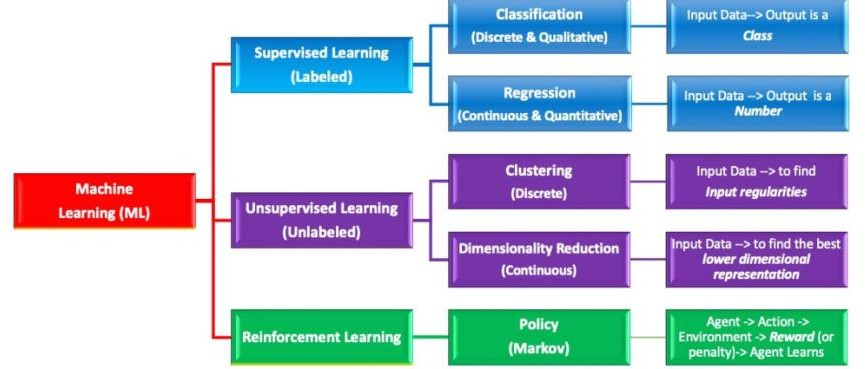 Classification
(Discrete & Qualitative)
Input Data--> Output is a
Class
Supervised Learning
(Labeled)
Regression
(Continuous & Quantitative)
Input Data --> Output is a
Number
Machine
Learning (ML)
Clustering
(Discrete)
Input Data --> to find
Input regularities
Unsupervised Learning
(Unlabeled)
Dimensionality Reduction
(Continuous)
Input Data --> to find the best
lower dimensional
representation
Reinforcement Learning
Policy
(Markov)
Agent -> Action ->
Environment -> Reward (or
penalty)-> Agent Learns